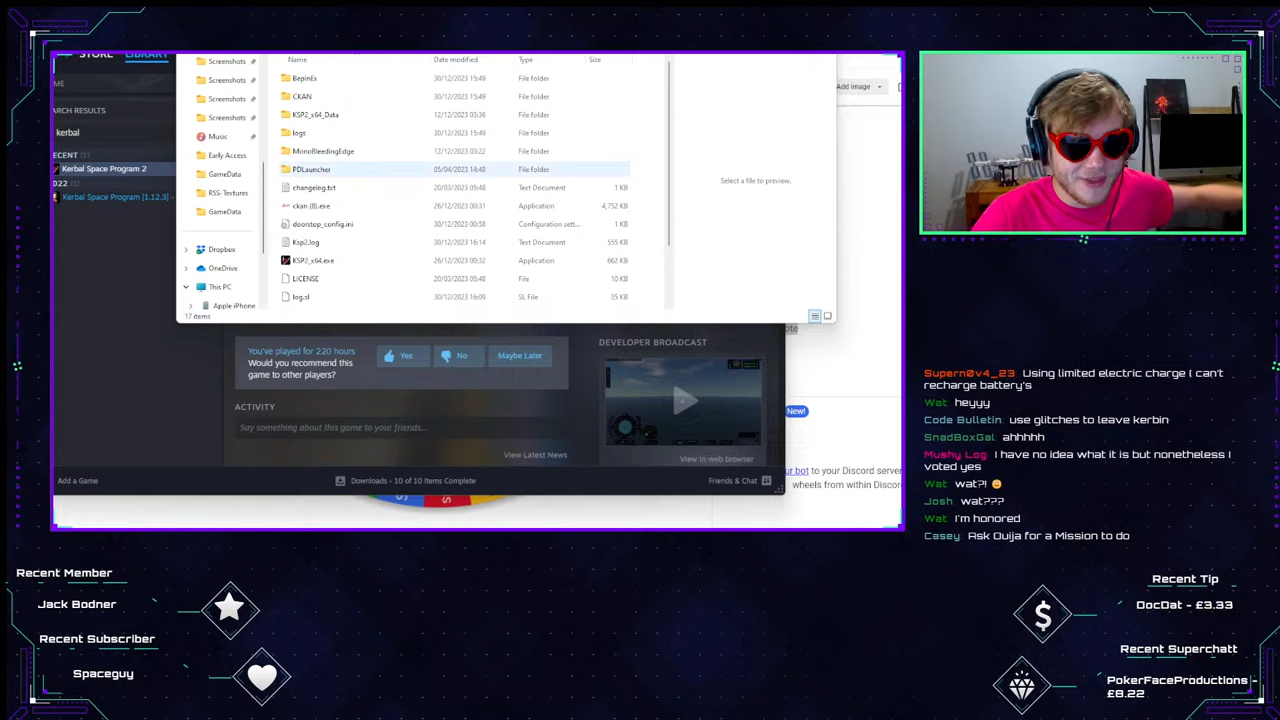 STORE LIBRARY
ME
ARCH RESULTS
kerbal
ECENT (1)
Kerbal Space Program 2
022 (1)
Kerbal Space Program [1.12.3] -
Screenshots
Screenshots
Screenshots
Screenshots
Music
Early Access
GameData
RSS-Textures
GameData
Dropbox
OneDrive
This PC
Apple iPhone
17 items
Name Date modified Type Size
BepInEx 30/12/2023 15:49 File folder
CKAN 30/12/2023 15:49 File folder
KSP2_x64_Data 12/12/2023 03:36 File folder
logs 30/12/2023 15:49 File folder
MonoBleedingEdge 12/12/2023 03:22 File folder
PDLauncher 05/04/2023 14:48 File folder
changelog.txt 20/03/2023 05:48 Text Document 1 KB
ckan (8).exe 26/12/2023 00:31 Application 4,752 KB
doorstop_config.ini 26/12/2023 00:31 Configuration sett... 1 KB
Ksp2.log 30/12/2023 16:14 Text Document 555 KB
KSP2_x64.exe 26/12/2023 00:32 Application 662 KB
LICENSE 20/03/2023 05:48 File 10 KB
log.sl 30/12/2023 16:09 SL File 35 KB
Select a file to preview.
Add image
You've played for 220 hours
Would you recommend this
game to other players?
Yes
No
Maybe Later
ACTIVITY
Say something about this game to your friends...
View Latest News
DEVELOPER BROADCAST
View in web browser
Add a Game
Downloads - 10 of 10 Items Complete
Friends & Chat
New!
ur bot to your Discord server
wheels from within Discord
Supern0v4_23: Using limited electric charge I can't
recharge battery's
Wat: heyyy
Code Bulletin: use glitches to leave kerbin
SnadBoxGal: ahhhhh
Mushy Log: I have no idea what it is but nonetheless I
voted yes
Wat: wat?! 😀
Josh: wat???
Wat: I'm honored
Casey: Ask Ouija for a Mission to do
Recent Member
Jack Bodner
Recent Subscriber
Spaceguy
Recent Tip
DocDat - £3.33
Recent Superchatt
PokerFaceProductions -
£8.22